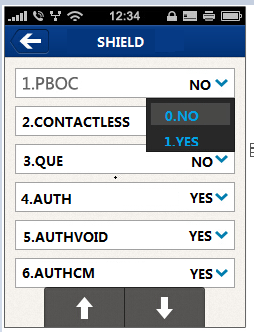 12:34
SHIELD
1.PBOC NO
0.NO
2.CONTACTLESS
1.YES
3.QUE NO
4.AUTH YES
5.AUTHVOID YES
6.AUTHCM YES